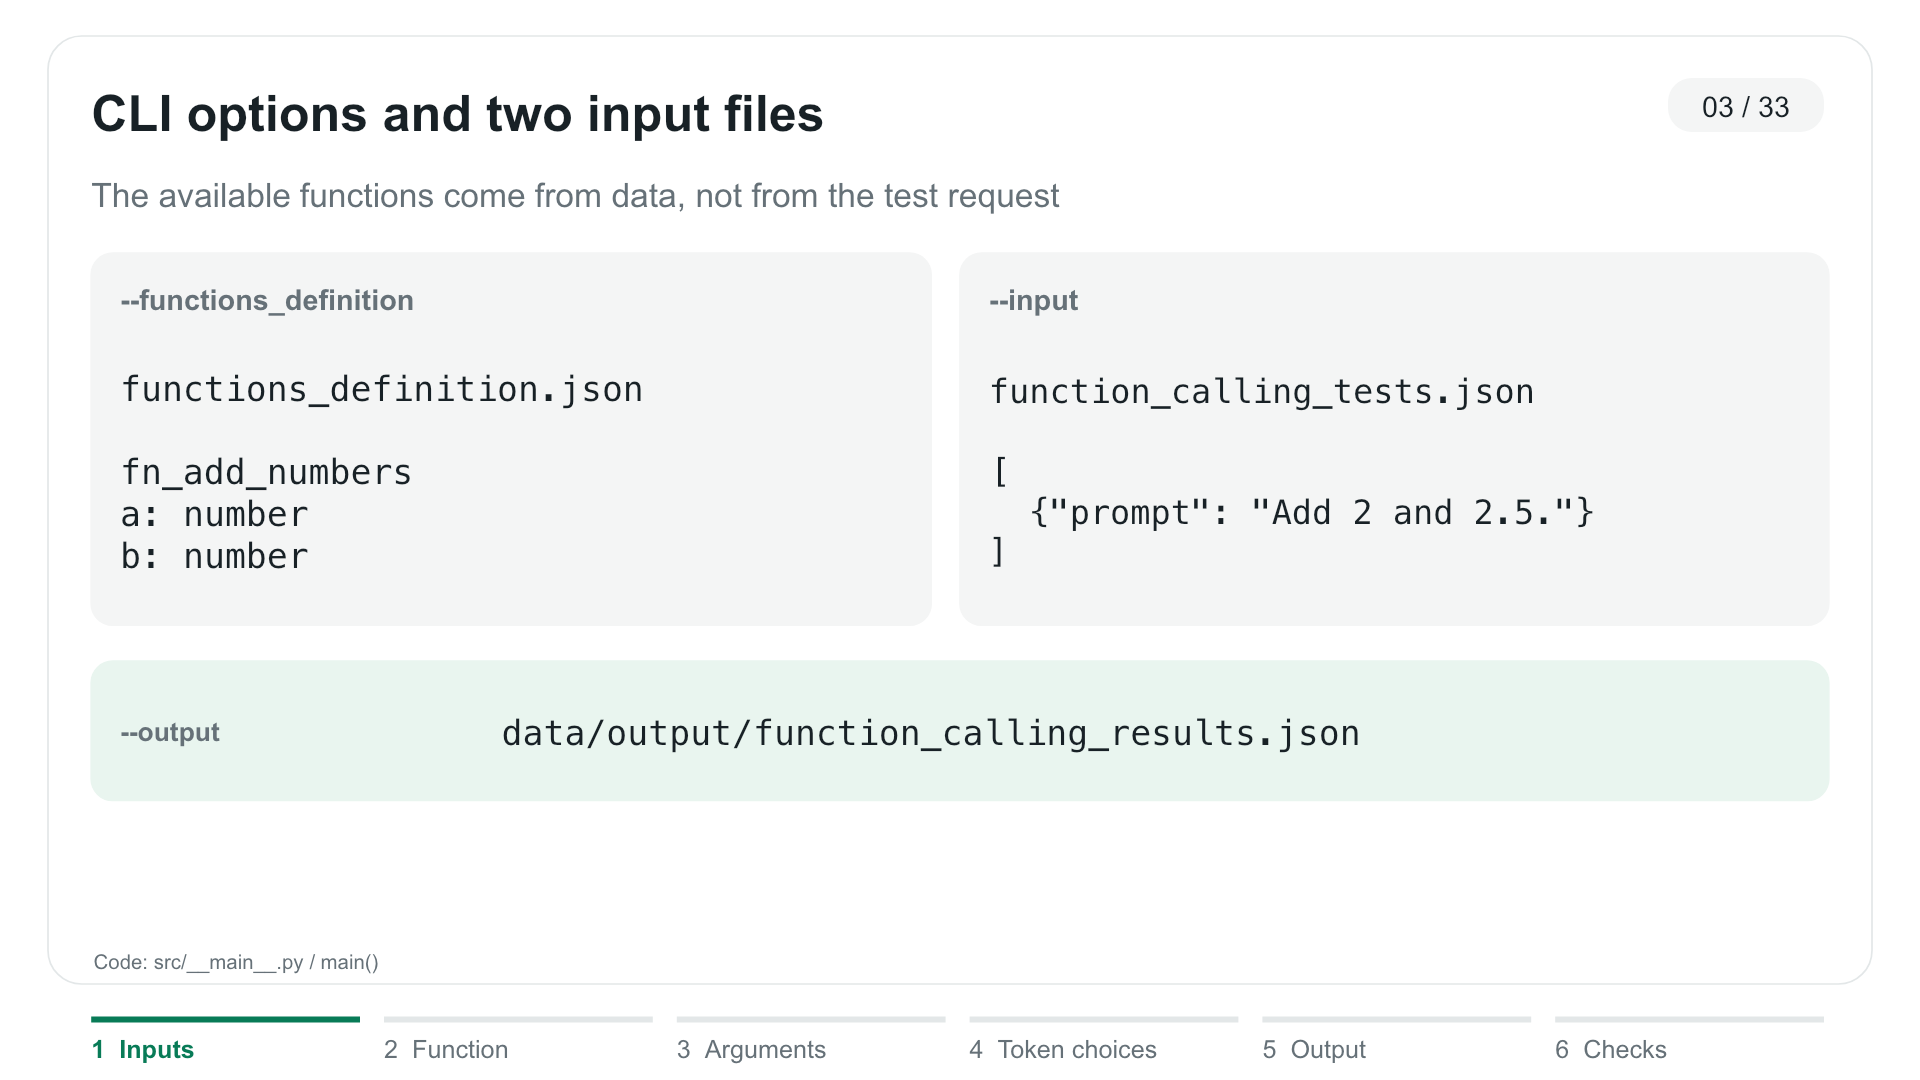 CLI options and two input files
03 / 33
The available functions come from data, not from the test request
--functions_definition
functions_definition.json
fn_add_numbers
a: number
b: number
--input
function_calling_tests.json
[
  {"prompt": "Add 2 and 2.5."}
]
--output
data/output/function_calling_results.json
Code: src/__main__.py / main()
1 Inputs
2 Function
3 Arguments
4 Token choices
5 Output
6 Checks